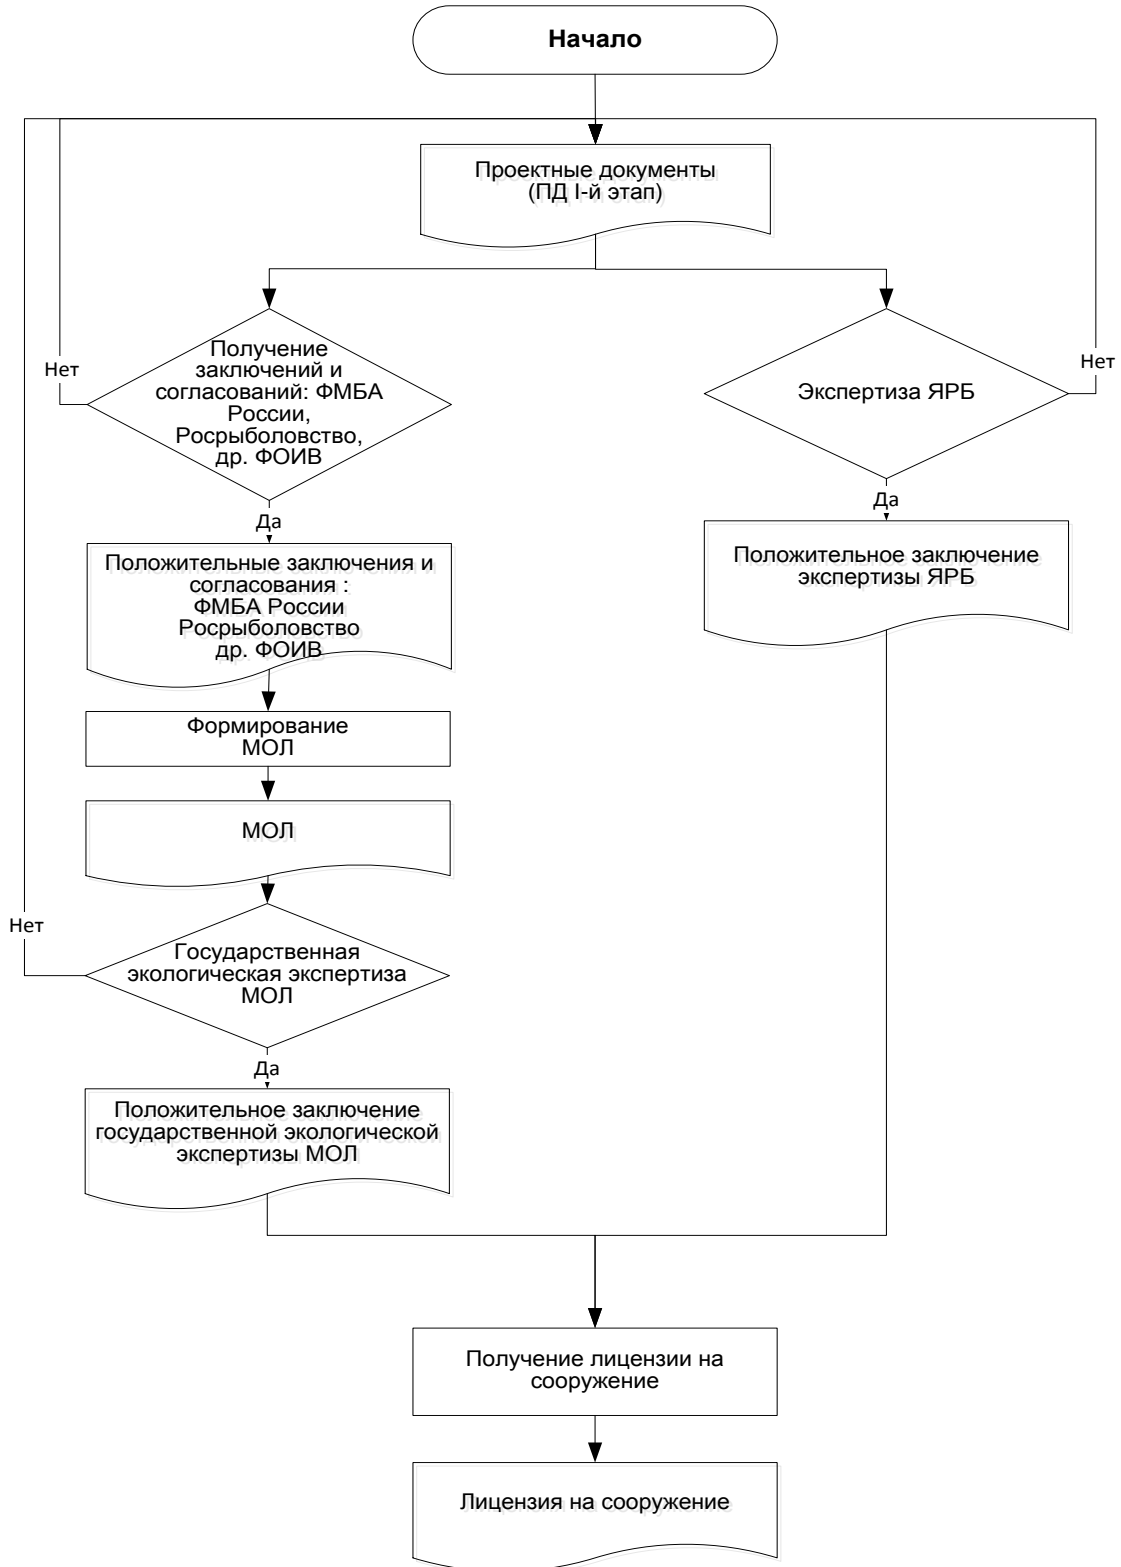 Начало
Проектные документы
(ПД I-й этап)
Получение
заключений и
согласований: ФМБА
России,
Росрыболовство,
др. ФОИВ
Нет
Экспертиза ЯРБ
Нет
Да
Да
Положительные заключения и
согласования :
ФМБА России
Росрыболовство
др. ФОИВ
Положительное заключение
экспертизы ЯРБ
Формирование
МОЛ
МОЛ
Нет
Государственная
экологическая экспертиза
МОЛ
Да
Положительное заключение
государственной экологической
экспертизы МОЛ
Получение лицензии на
сооружение
Лицензия на сооружение